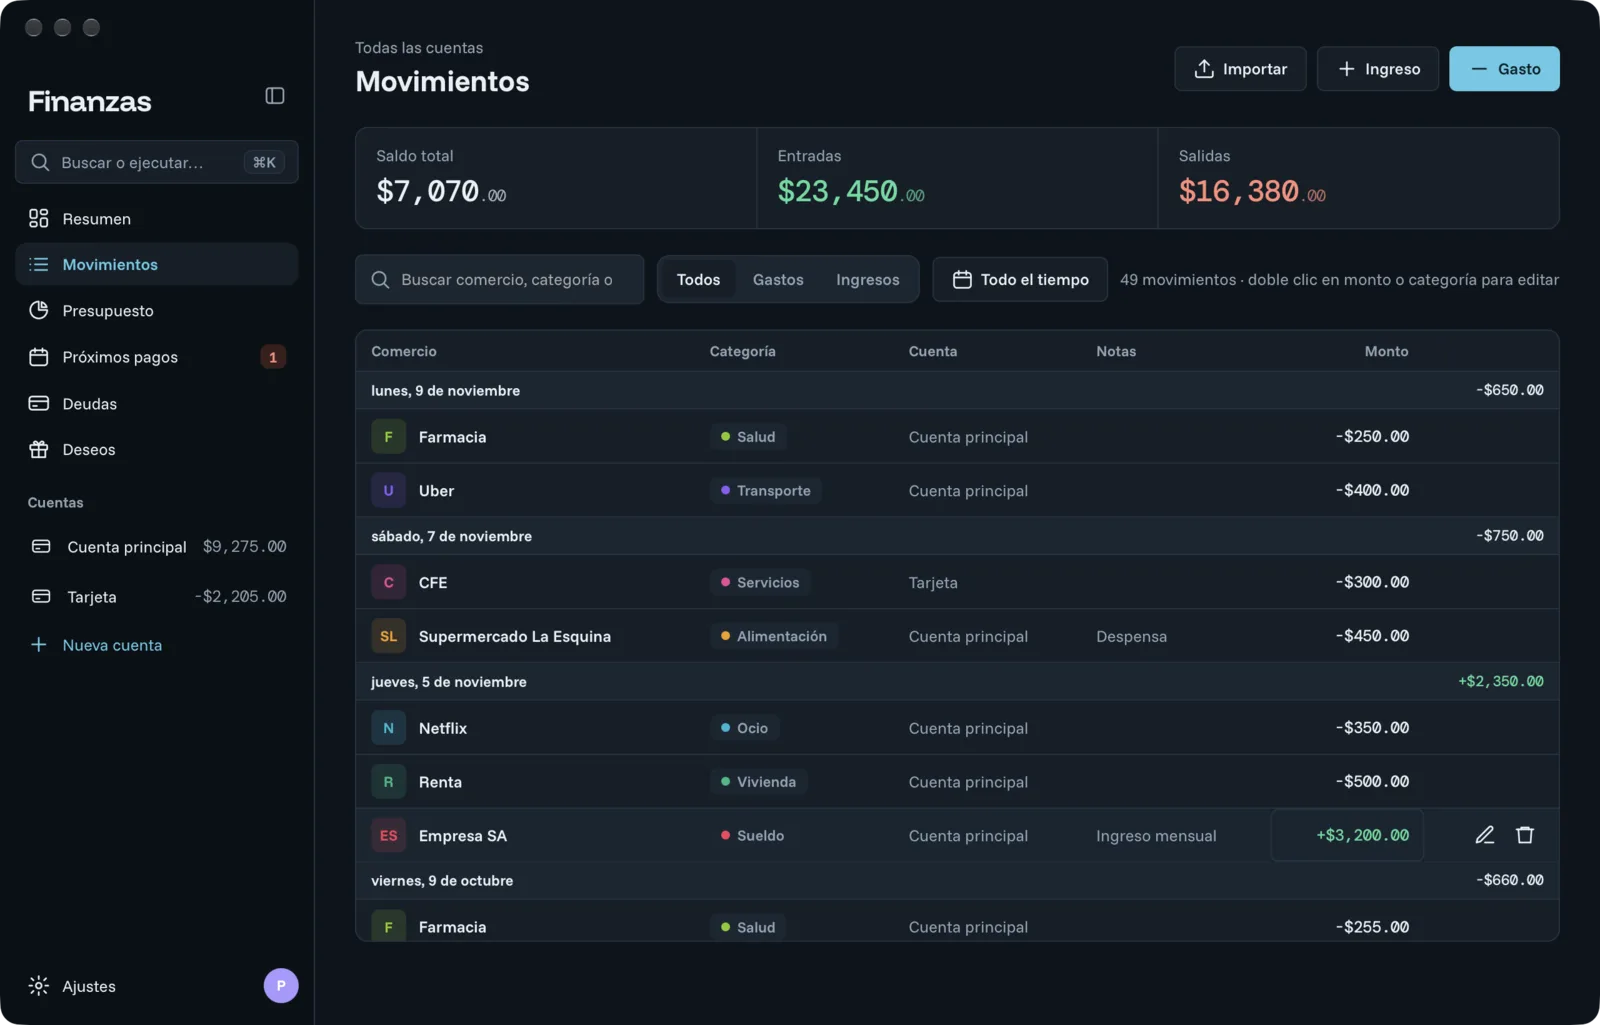 Finanzas
Buscar o ejecutar... ⌘K
Resumen
Movimientos
Presupuesto
Próximos pagos 1
Deudas
Deseos
Cuentas
Cuenta principal $9,275.00
Tarjeta -$2,205.00
Nueva cuenta
Ajustes P
Todas las cuentas
Movimientos
Importar Ingreso Gasto
Saldo total Entradas Salidas
$7,070.00 $23,450.00 $16,380.00
Buscar comercio, categoría o Todos Gastos Ingresos Todo el tiempo 49 movimientos · doble clic en monto o categoría para editar
Comercio Categoría Cuenta Notas Monto
lunes, 9 de noviembre -$650.00
F Farmacia Salud Cuenta principal -$250.00
U Uber Transporte Cuenta principal -$400.00
sábado, 7 de noviembre -$750.00
C CFE Servicios Tarjeta -$300.00
SL Supermercado La Esquina Alimentación Cuenta principal Despensa -$450.00
jueves, 5 de noviembre +$2,350.00
N Netflix Ocio Cuenta principal -$350.00
R Renta Vivienda Cuenta principal -$500.00
ES Empresa SA Sueldo Cuenta principal Ingreso mensual +$3,200.00
viernes, 9 de octubre -$660.00
F Farmacia Salud Cuenta principal -$255.00